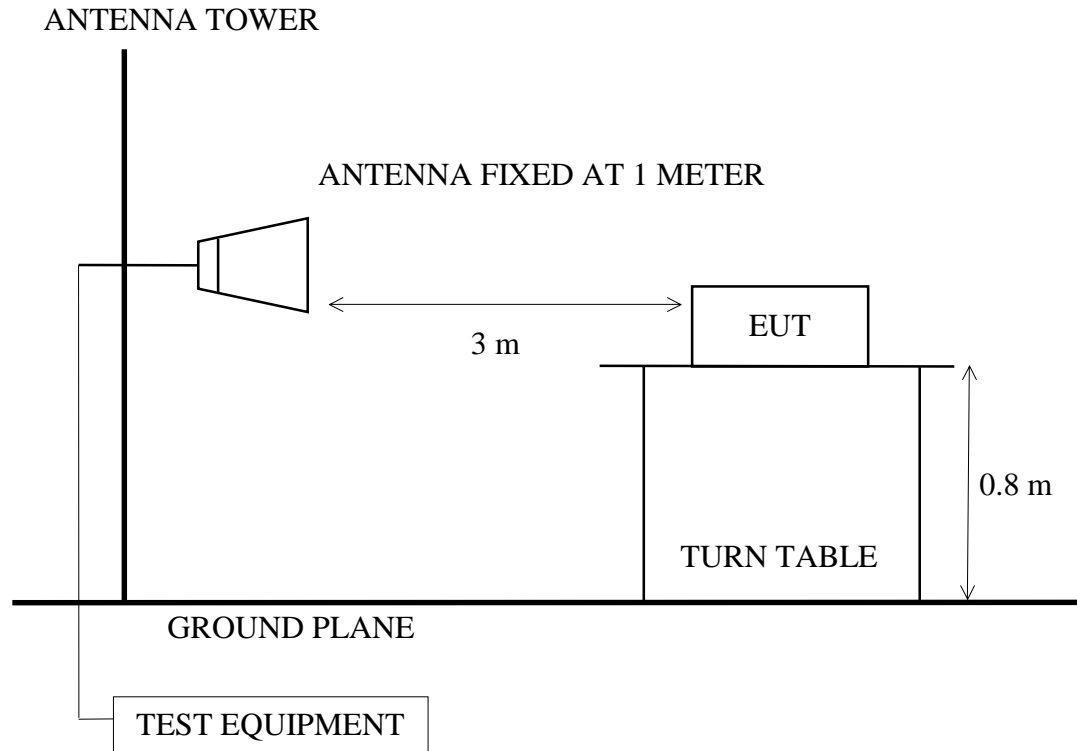 ANTENNA TOWER
ANTENNA FIXED AT 1 METER
EUT
3 m
0.8 m
TURN TABLE
GROUND PLANE
TEST EQUIPMENT